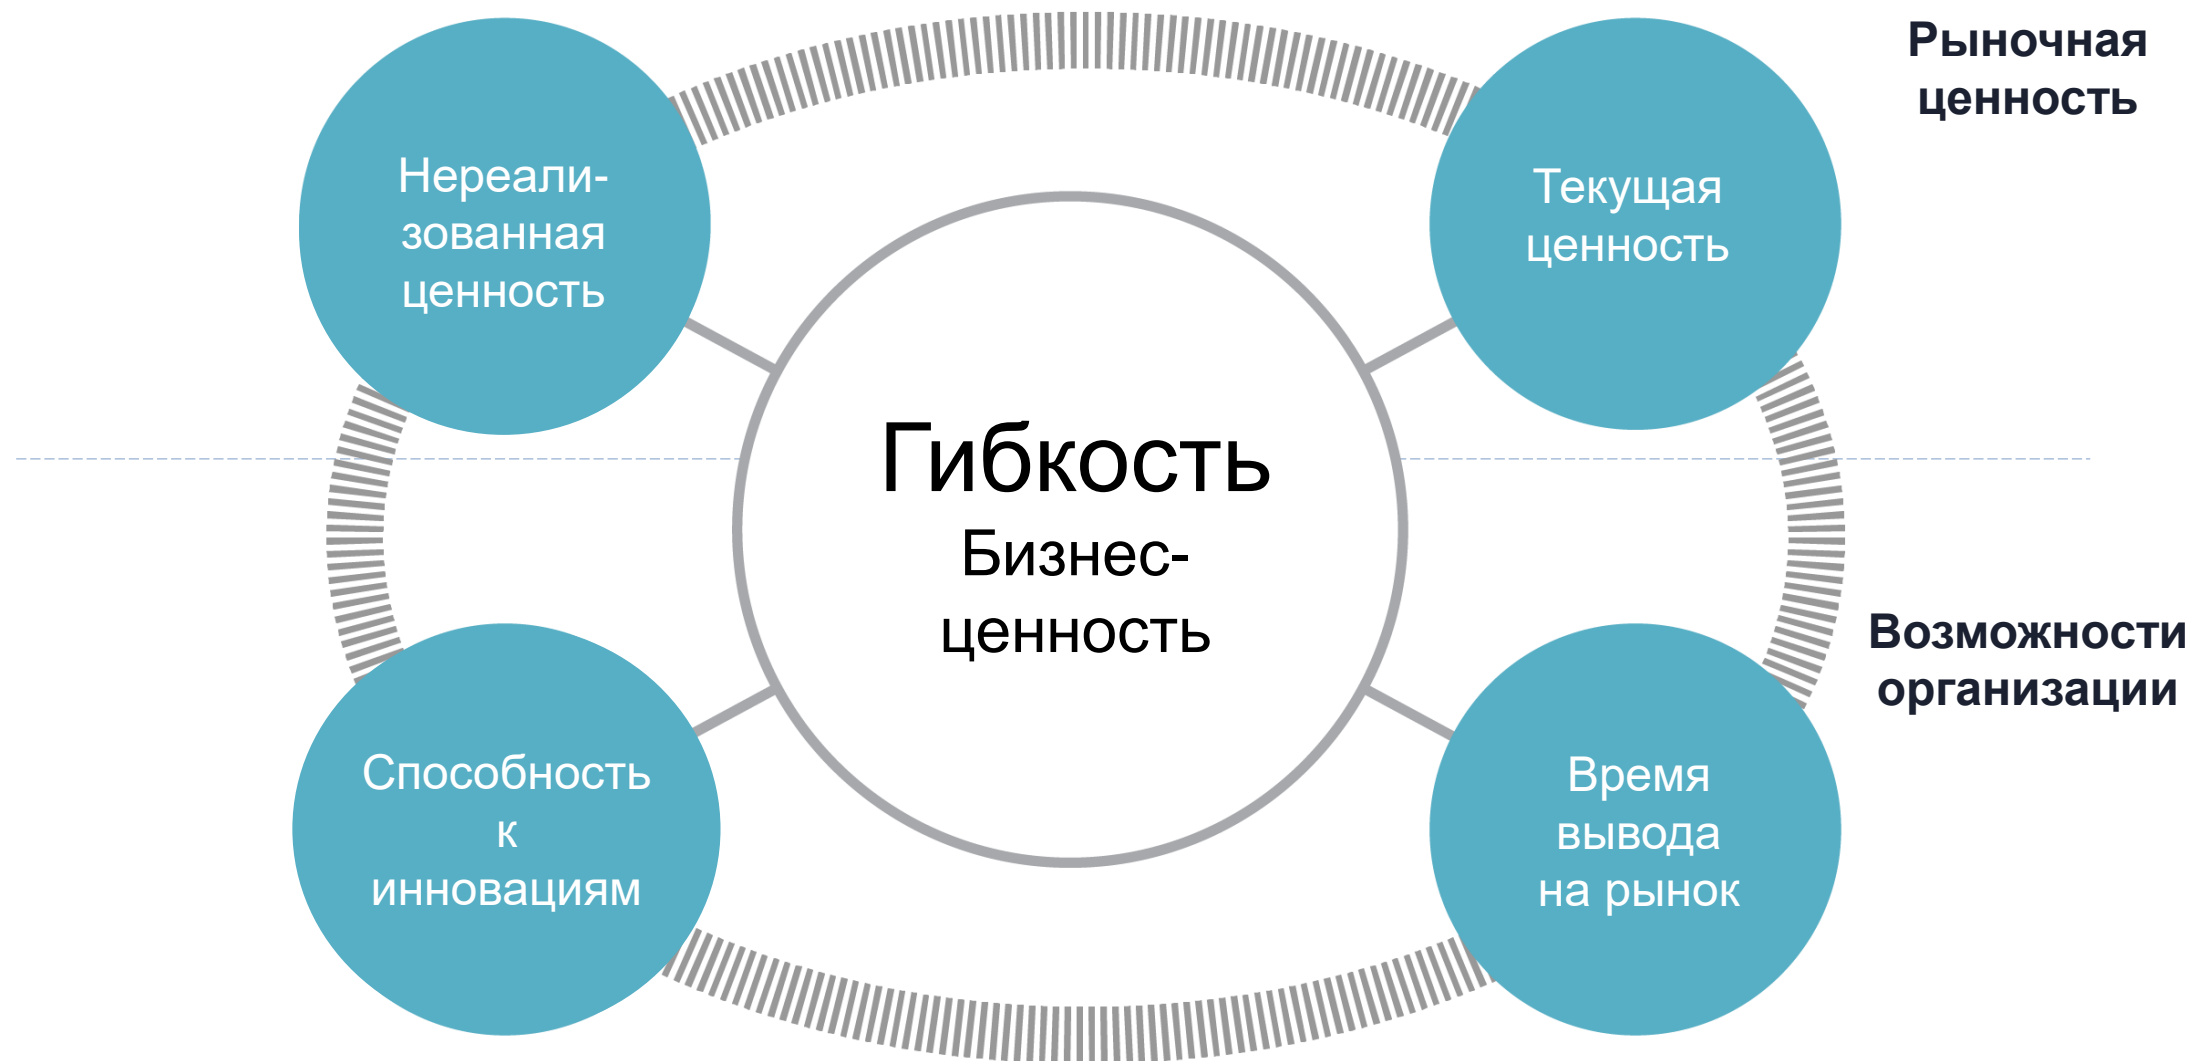 Рыночная
ценность
Нереали-
зованная
ценность
Текущая
ценность
Гибкость
Бизнес-
ценность
Возможности
организации
Способность
к
инновациям
Время
вывода
на рынок